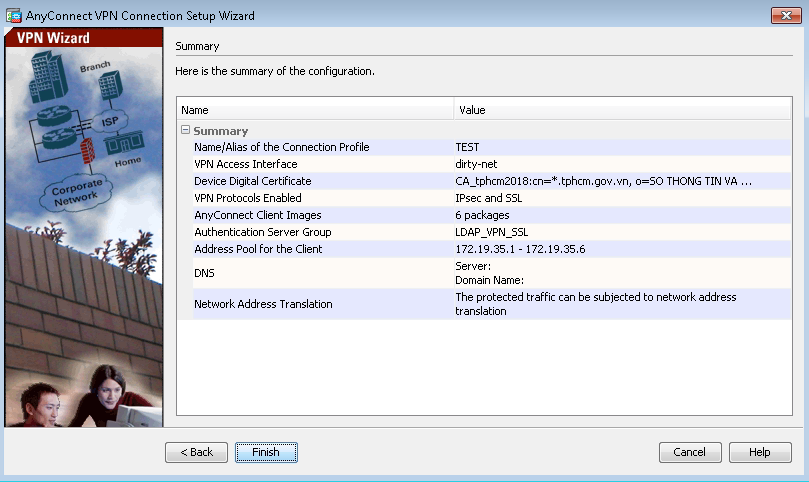 AnyConnect VPN Connection Setup Wizard
VPN Wizard
Branch
ISP
Home
Corporate
Network
Summary
Here is the summary of the configuration.
Name Value
Summary
Name/Alias of the Connection Profile TEST
VPN Access Interface dirty-net
Device Digital Certificate CA_tphcm2018:cn=*.tphcm.gov.vn, o=SO THONG TIN VA ...
VPN Protocols Enabled IPsec and SSL
AnyConnect Client Images 6 packages
Authentication Server Group LDAP_VPN_SSL
Address Pool for the Client 172.19.35.1 - 172.19.35.6
DNS Server:
Domain Name:
Network Address Translation The protected traffic can be subjected to network address
translation
< Back Finish Cancel Help